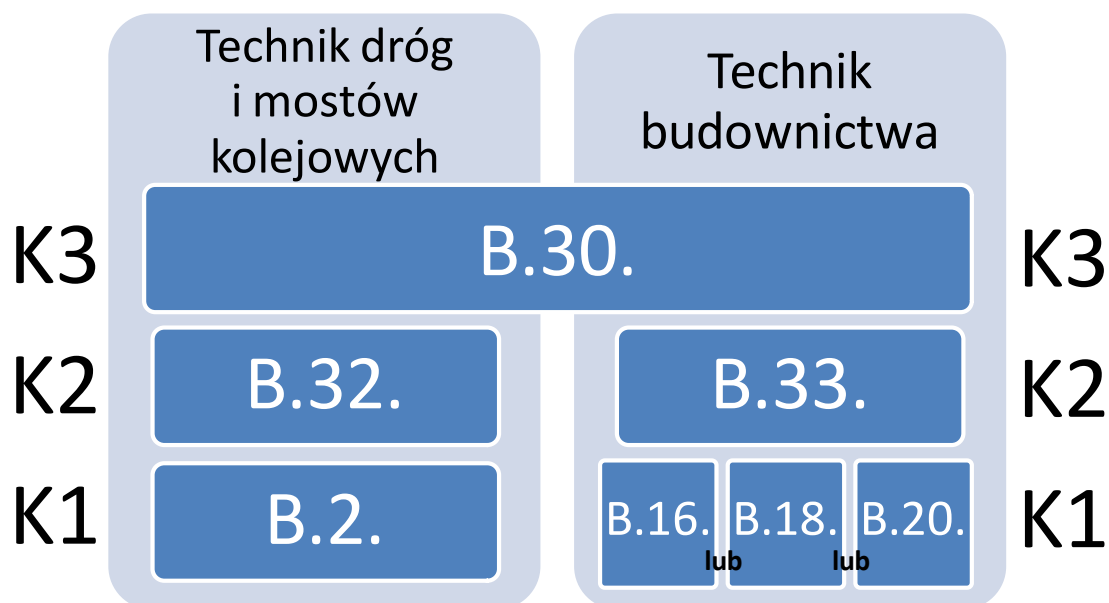 Technik dróg
i mostów
kolejowych
Technik
budownictwa
K3
B.30.
K3
K2
B.32.
B.33.
K2
K1
B.2.
B.16.
lub
B.18.
lub
B.20.
K1